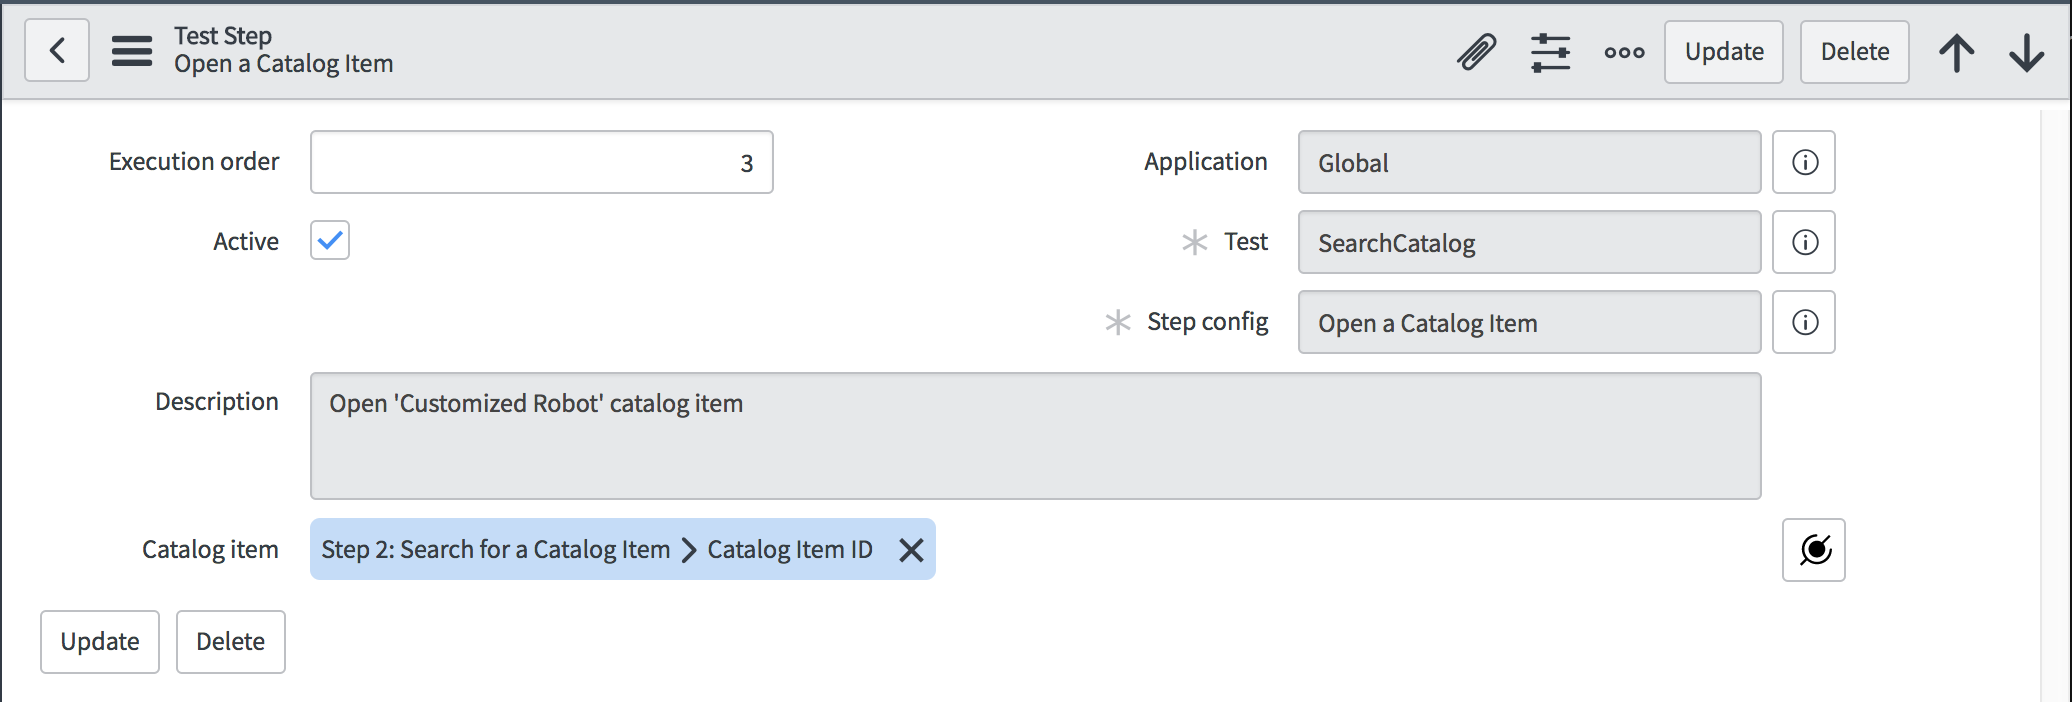 Test Step
Open a Catalog Item
Update
Delete
Execution order
3
Application
Global
Active
Test
SearchCatalog
Step config
Open a Catalog Item
Description
Open 'Customized Robot' catalog item
Catalog item
Step 2: Search for a Catalog Item
Catalog Item ID
Update
Delete